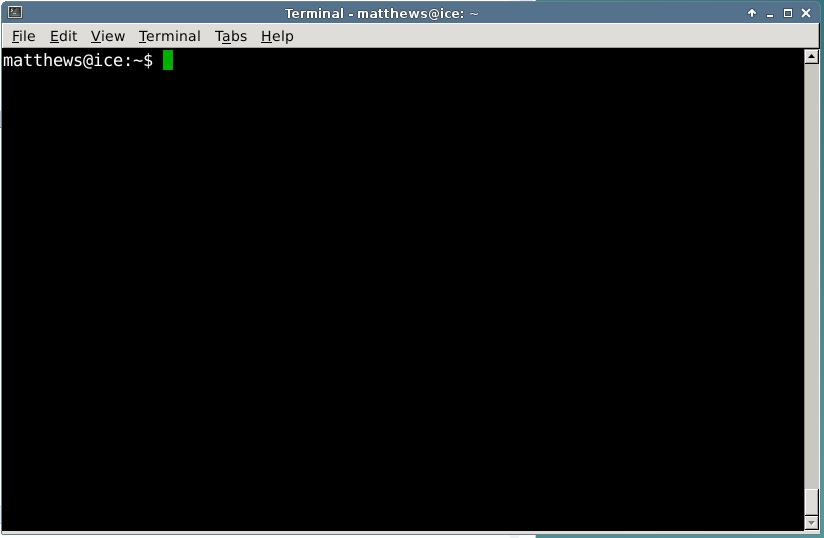 Terminal - matthews@ice: ~
File Edit View Terminal Tabs Help
matthews@ice:~$